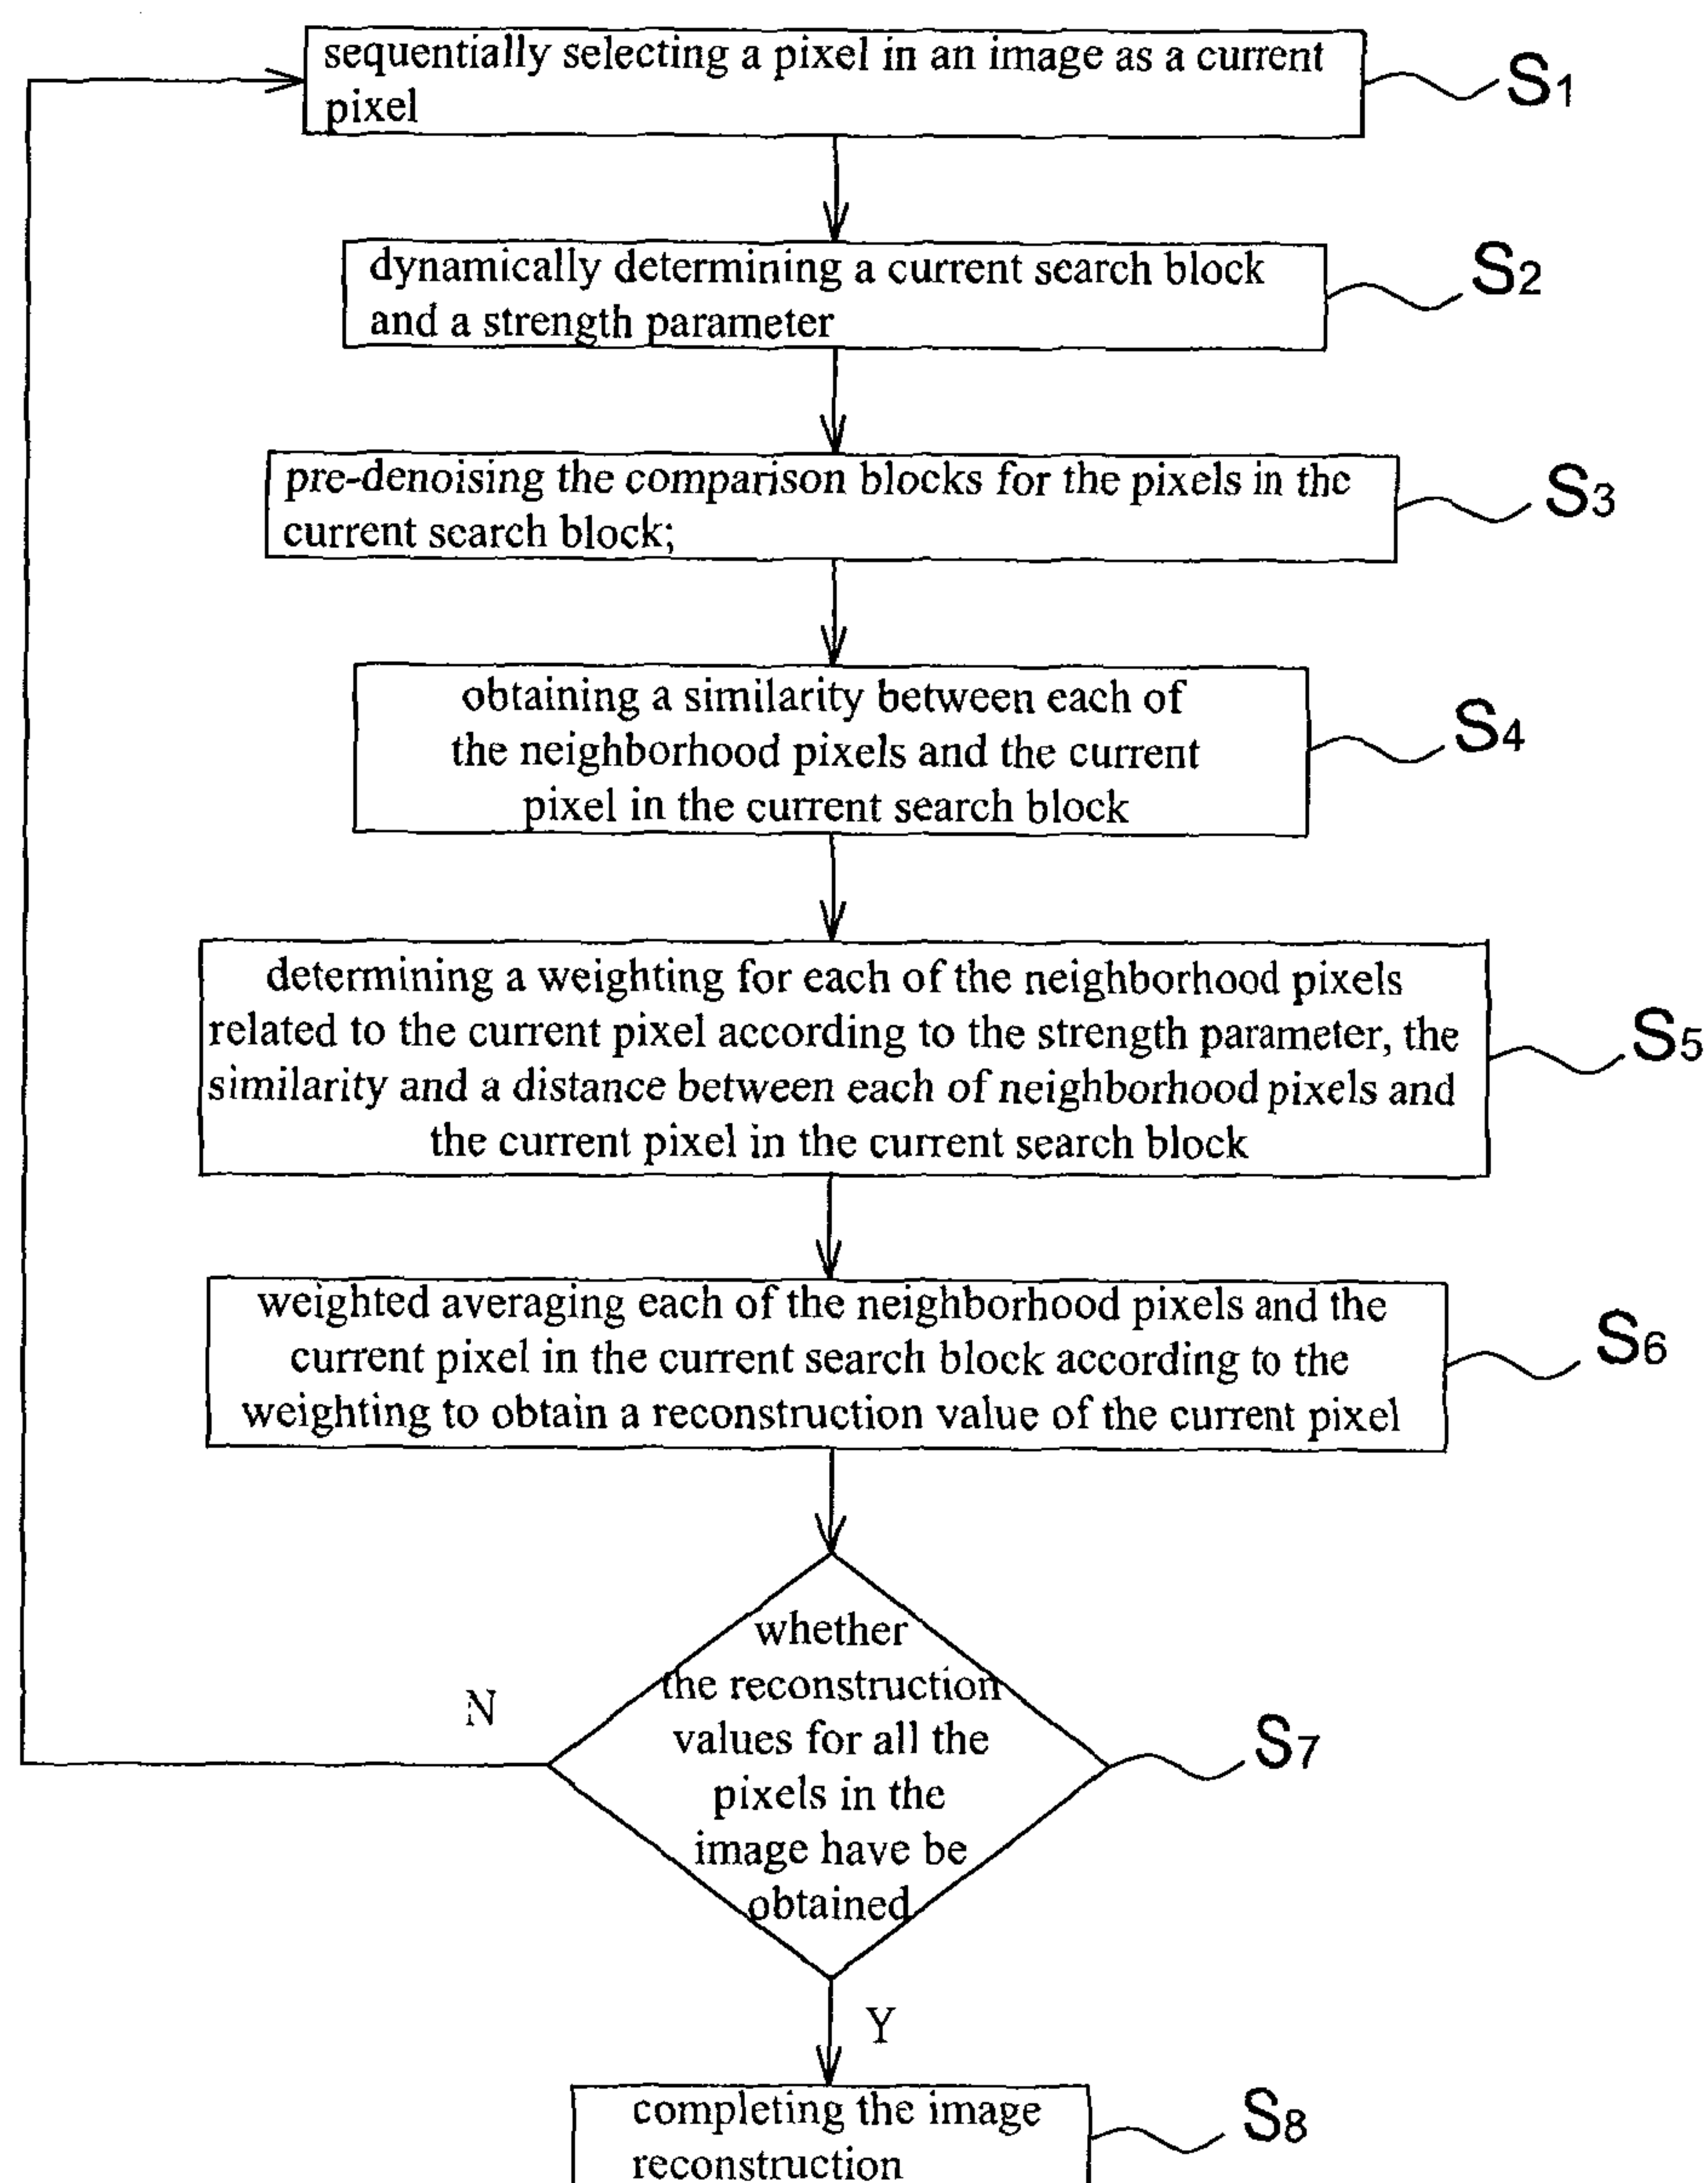 sequentially selecting a pixel in an image as a current
pixel
S1
dynamically determining a current search block
and a strength parameter
S2
pre-denoising the comparison blocks for the pixels in the
current search block;
S3
obtaining a similarity between each of
the neighborhood pixels and the current
pixel in the current search block
S4
determining a weighting for each of the neighborhood pixels
related to the current pixel according to the strength parameter, the
similarity and a distance between each of neighborhood pixels and
the current pixel in the current search block
S5
weighted averaging each of the neighborhood pixels and the
current pixel in the current search block according to the
weighting to obtain a reconstruction value of the current pixel
S6
whether
the reconstruction
values for all the
pixels in the
image have be
obtained
N
S7
Y
completing the image
reconstruction
S8